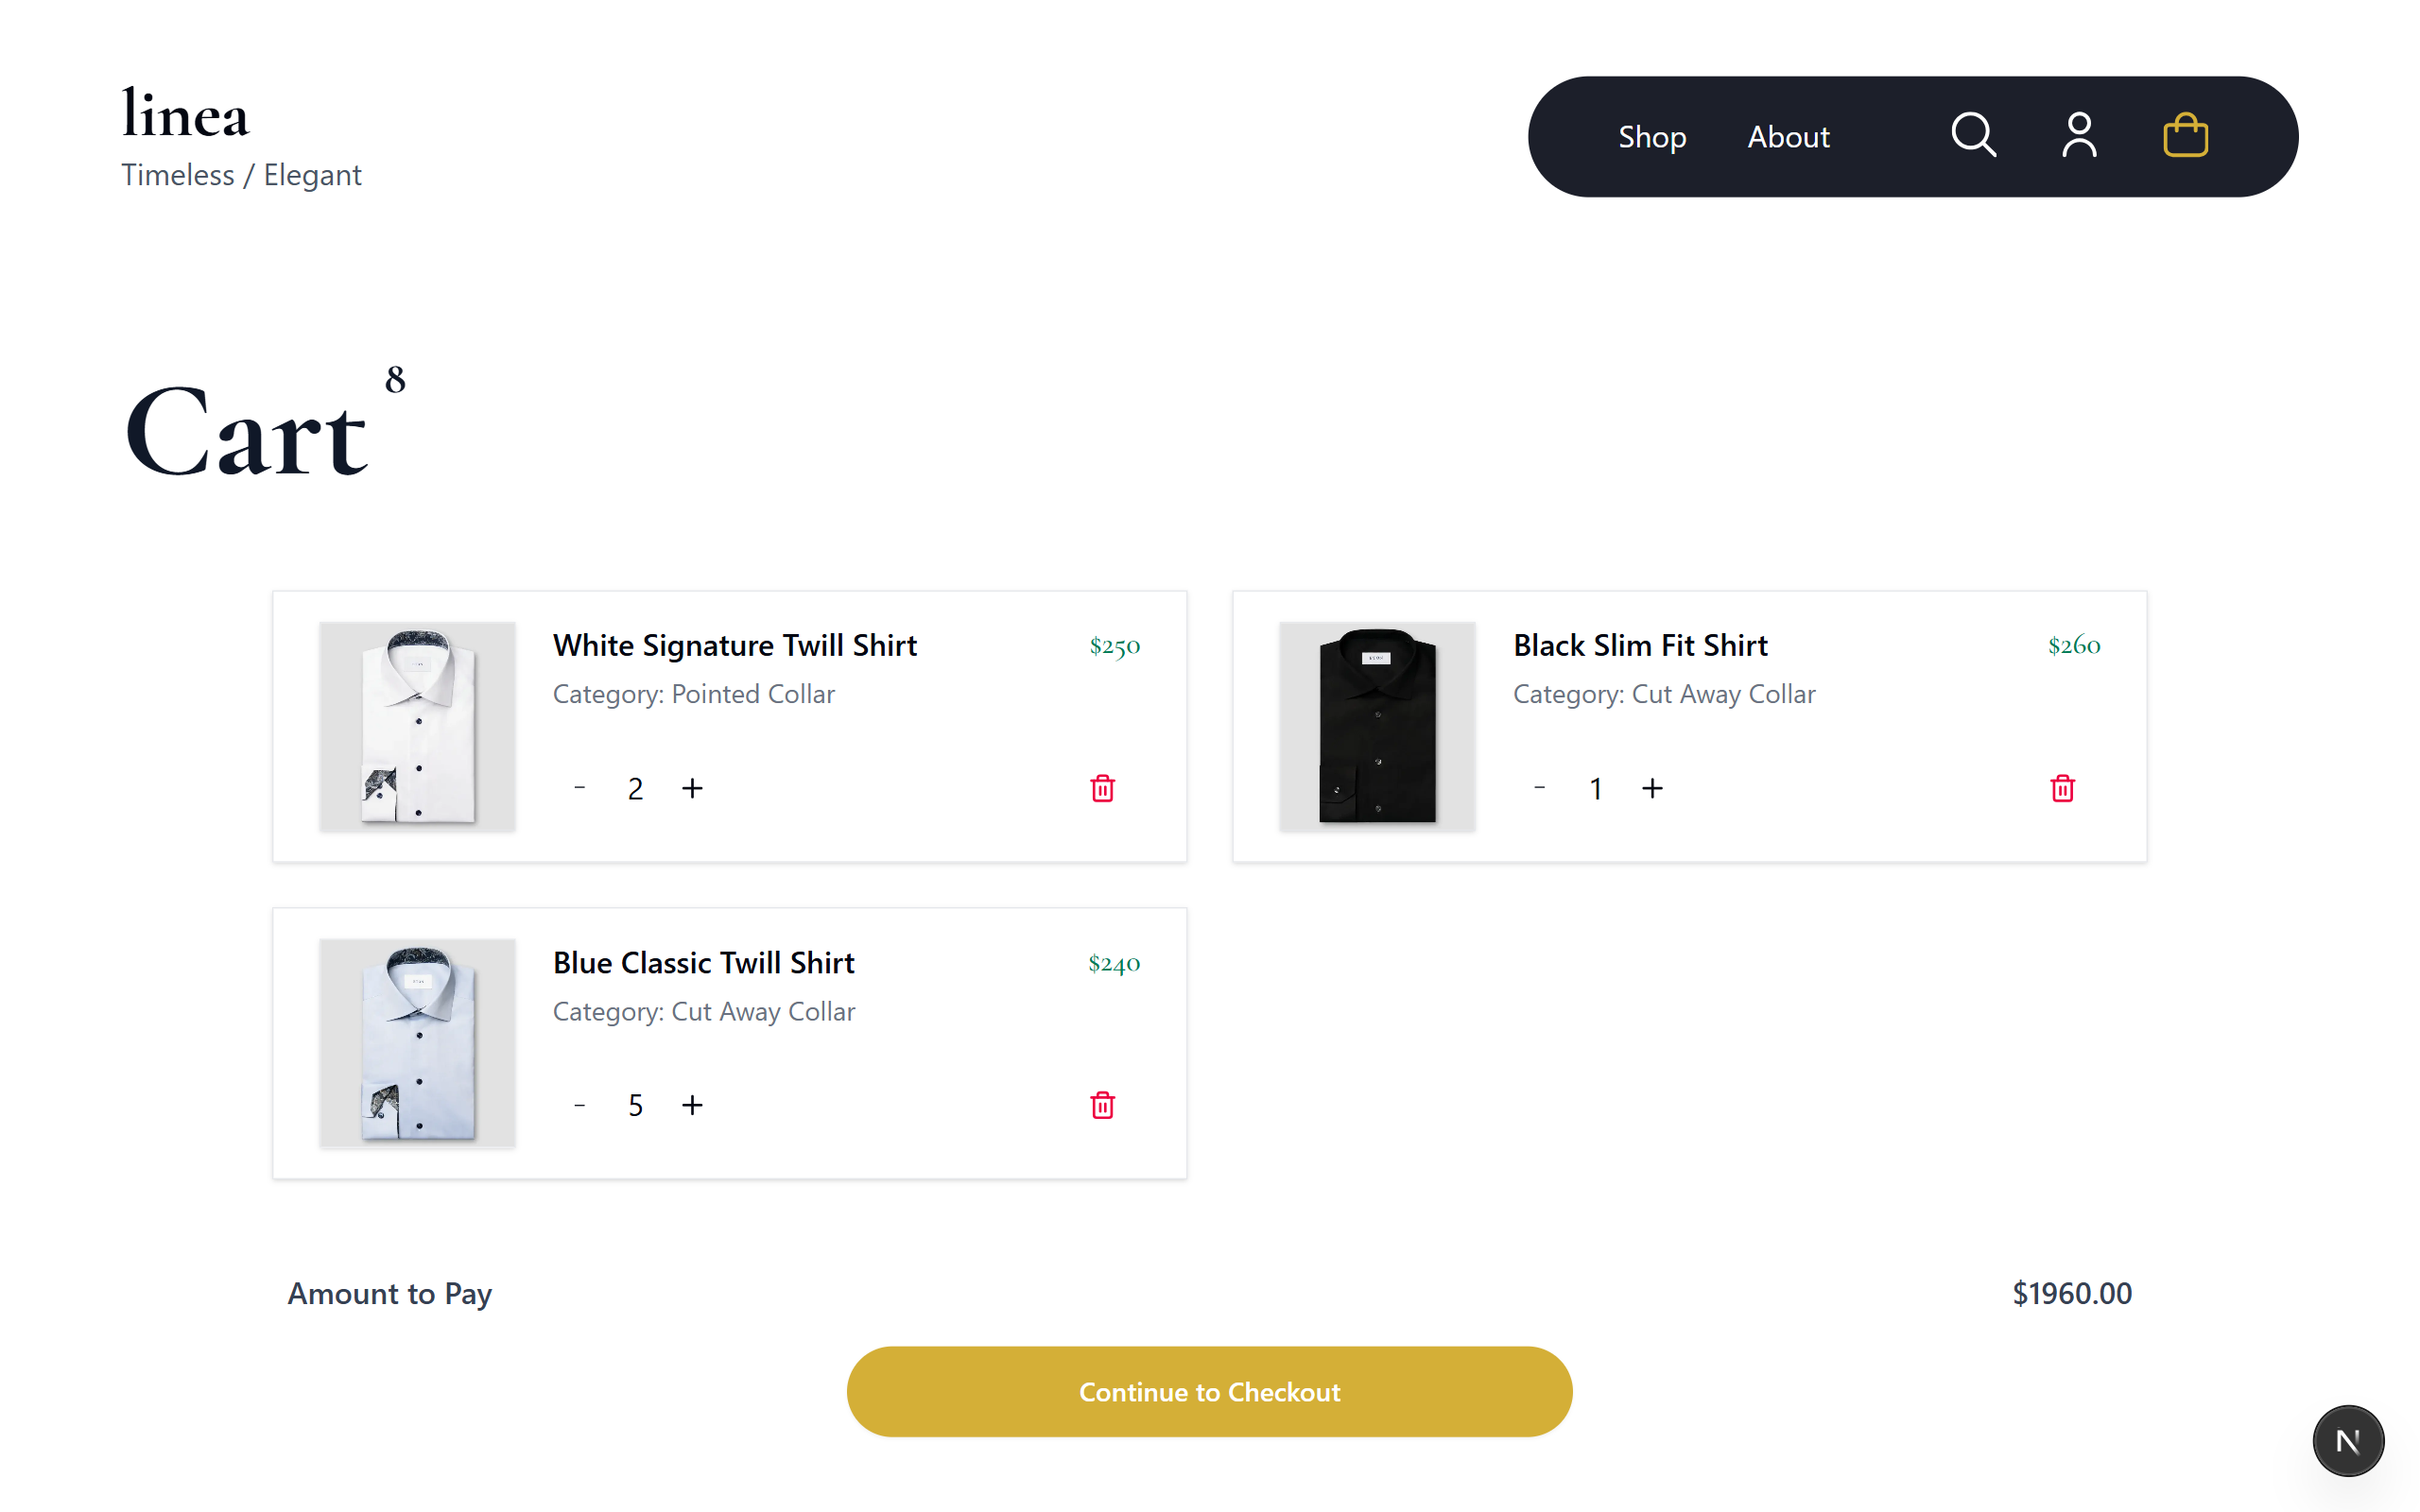 linea
Timeless / Elegant
Shop About
Cart 8
White Signature Twill Shirt $250
Category: Pointed Collar
- 2 +
Black Slim Fit Shirt $260
Category: Cut Away Collar
- 1 +
Blue Classic Twill Shirt $240
Category: Cut Away Collar
- 5 +
Amount to Pay $1960.00
Continue to Checkout
N